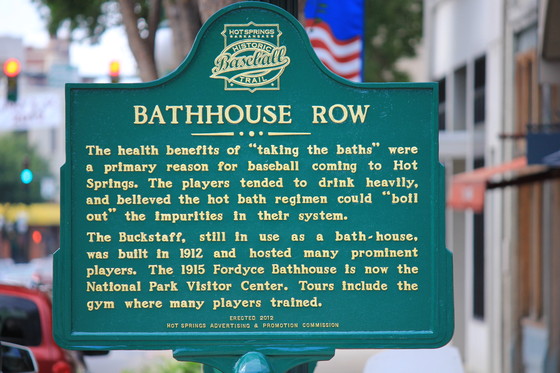 HOT SPRINGS
HISTORIC
Baseball
TRAIL
BATHHOUSE ROW
The health benefits of "taking the baths" were
a primary reason for baseball coming to Hot
Springs. The players tended to drink heavily,
and believed the hot bath regimen could "boil
out" the impurities in their system.
The Buckstaff, still in use as a bath-house,
was built in 1912 and hosted many prominent
players. The 1915 Fordyce Bathhouse is now the
National Park Visitor Center. Tours include the
gym where many players trained.
ERECTED 2012
HOT SPRINGS ADVERTISING & PROMOTION COMMISSION